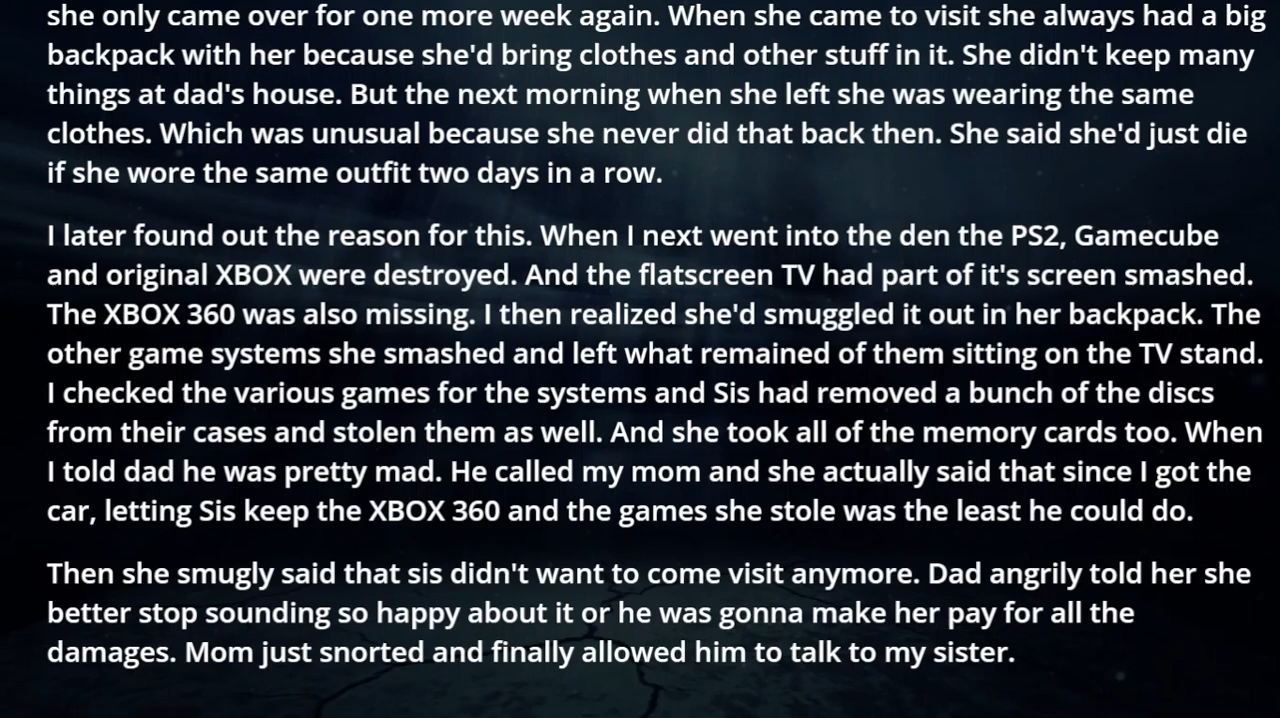 she only came over for one more week again. When she came to visit she always had a big
backpack with her because she'd bring clothes and other stuff in it. She didn't keep many
things at dad's house. But the next morning when she left she was wearing the same
clothes. Which was unusual because she never did that back then. She said she'd just die
if she wore the same outfit two days in a row.
I later found out the reason for this. When I next went into the den the PS2, Gamecube
and original XBOX were destroyed. And the flatscreen TV had part of it's screen smashed.
The XBOX 360 was also missing. I then realized she'd smuggled it out in her backpack. The
other game systems she smashed and left what remained of them sitting on the TV stand.
I checked the various games for the systems and Sis had removed a bunch of the discs
from their cases and stolen them as well. And she took all of the memory cards too. When
I told dad he was pretty mad. He called my mom and she actually said that since I got the
car, letting Sis keep the XBOX 360 and the games she stole was the least he could do.
Then she smugly said that sis didn't want to come visit anymore. Dad angrily told her she
better stop sounding so happy about it or he was gonna make her pay for all the
damages. Mom just snorted and finally allowed him to talk to my sister.